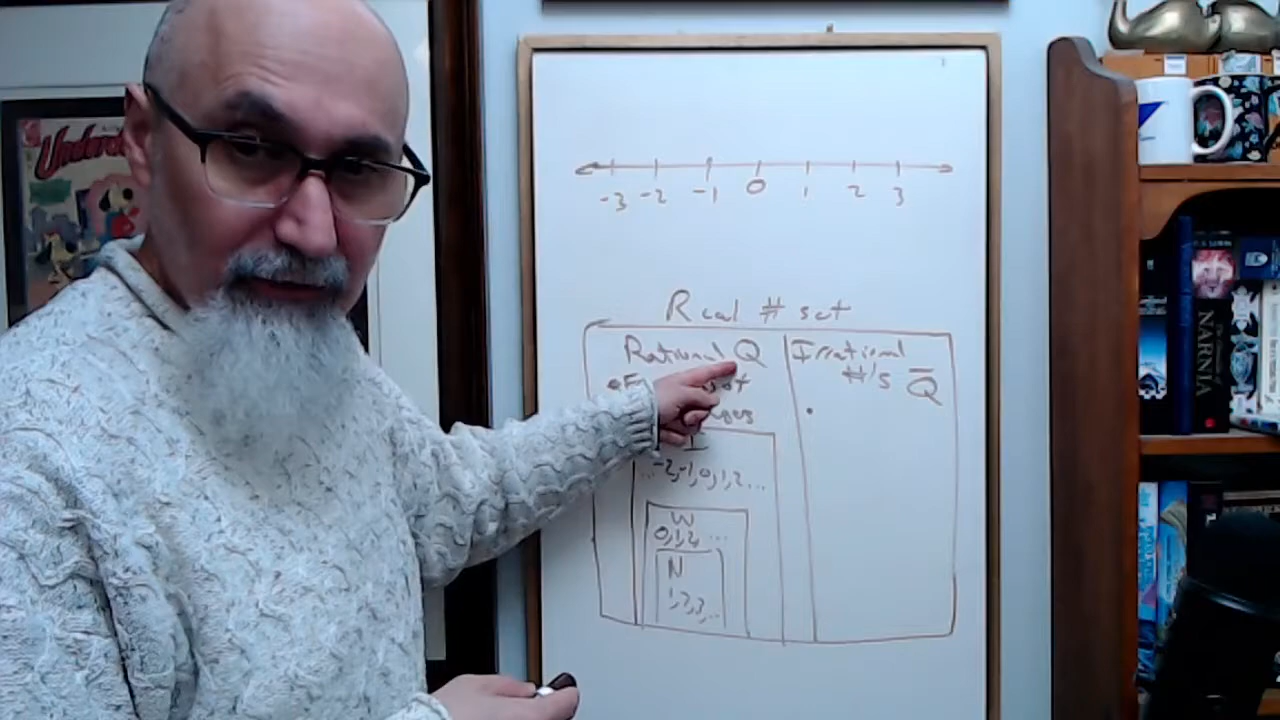 -3 -2 -1 0 1 2 3
Real # set
Rational Q
Irrational
#'s Q̅
I
...-2,-1,0,1,2...
W
0,1,2,...
N
1,2,3,...
NARNIA